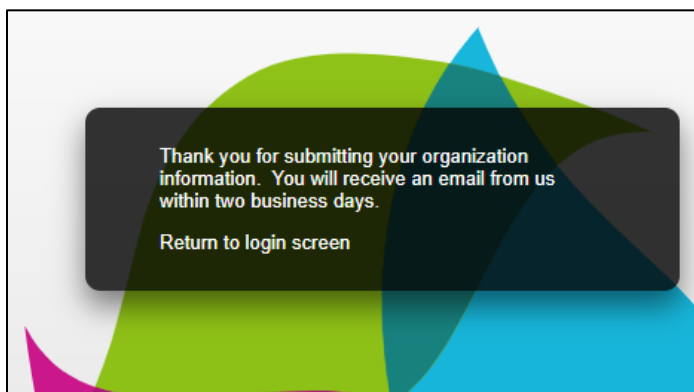 Thank you for submitting your organization
information.  You will receive an email from us
within two business days.
Return to login screen